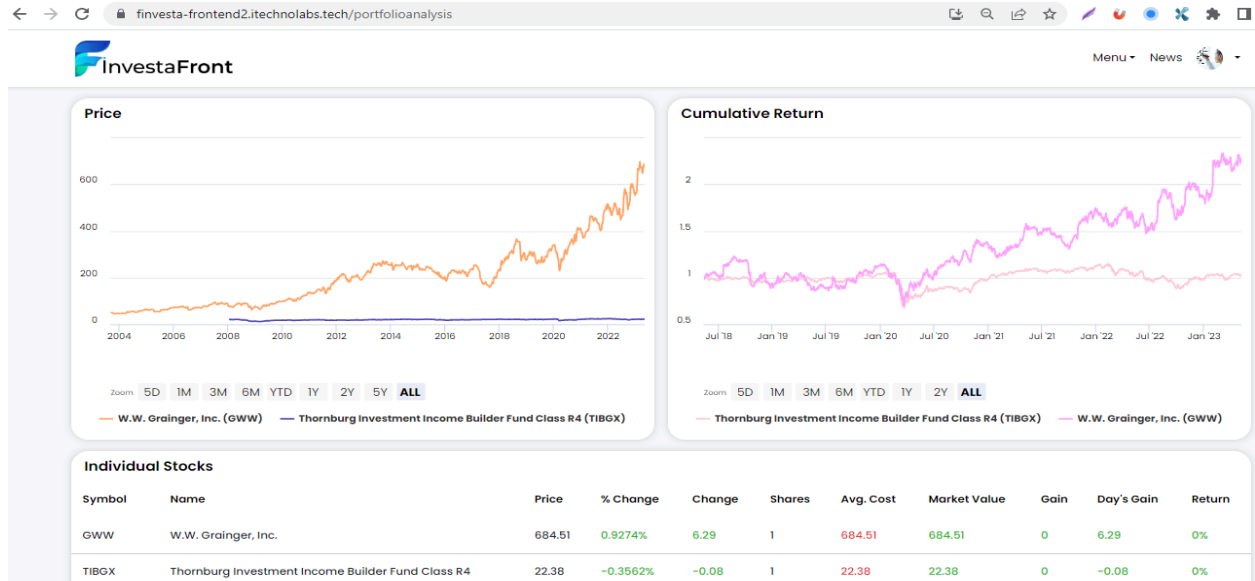 finvesta-frontend2.itechnolabs.tech/portfolioanalysis
FinvestaFront
Menu News
Price
600
400
200
0
2004 2006 2008 2010 2012 2014 2016 2018 2020 2022
Zoom 5D 1M 3M 6M YTD 1Y 2Y 5Y ALL
W.W. Grainger, Inc. (GWW) Thornburg Investment Income Builder Fund Class R4 (TIBGX)
Cumulative Return
2
1.5
1
0.5
Jul '18 Jan '19 Jul '19 Jan '20 Jul '20 Jan '21 Jul '21 Jan '22 Jul '22 Jan '23
Zoom 5D 1M 3M 6M YTD 1Y 2Y ALL
Thornburg Investment Income Builder Fund Class R4 (TIBGX) W.W. Grainger, Inc. (GWW)
Individual Stocks
Symbol Name Price % Change Change Shares Avg. Cost Market Value Gain Day's Gain Return
GWW W.W. Grainger, Inc. 684.51 0.9274% 6.29 1 684.51 684.51 0 6.29 0%
TIBGX Thornburg Investment Income Builder Fund Class R4 22.38 -0.3562% -0.08 1 22.38 22.38 0 -0.08 0%